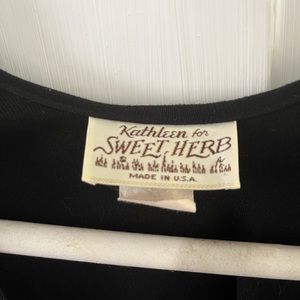 Kathleen for
SWEET HERB
MADE IN U.S.A.